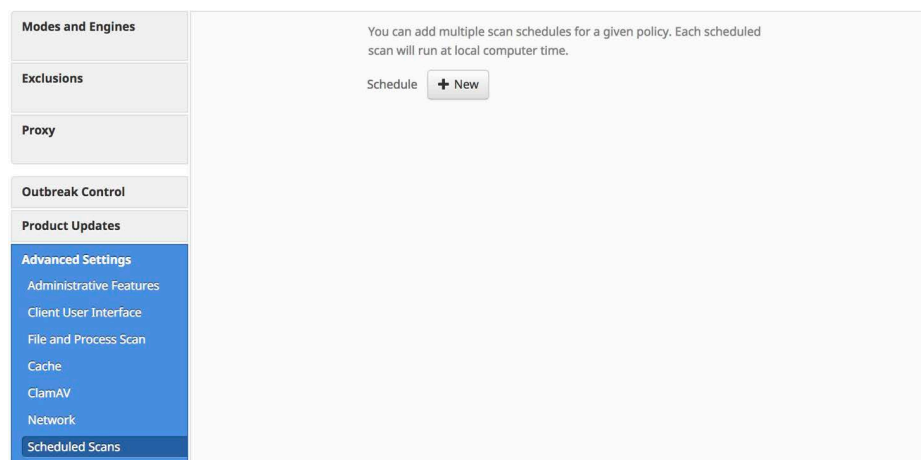 Modes and Engines
Exclusions
Proxy
Outbreak Control
Product Updates
Advanced Settings
Administrative Features
Client User Interface
File and Process Scan
Cache
ClamAV
Network
Scheduled Scans
You can add multiple scan schedules for a given policy. Each scheduled
scan will run at local computer time.
Schedule + New